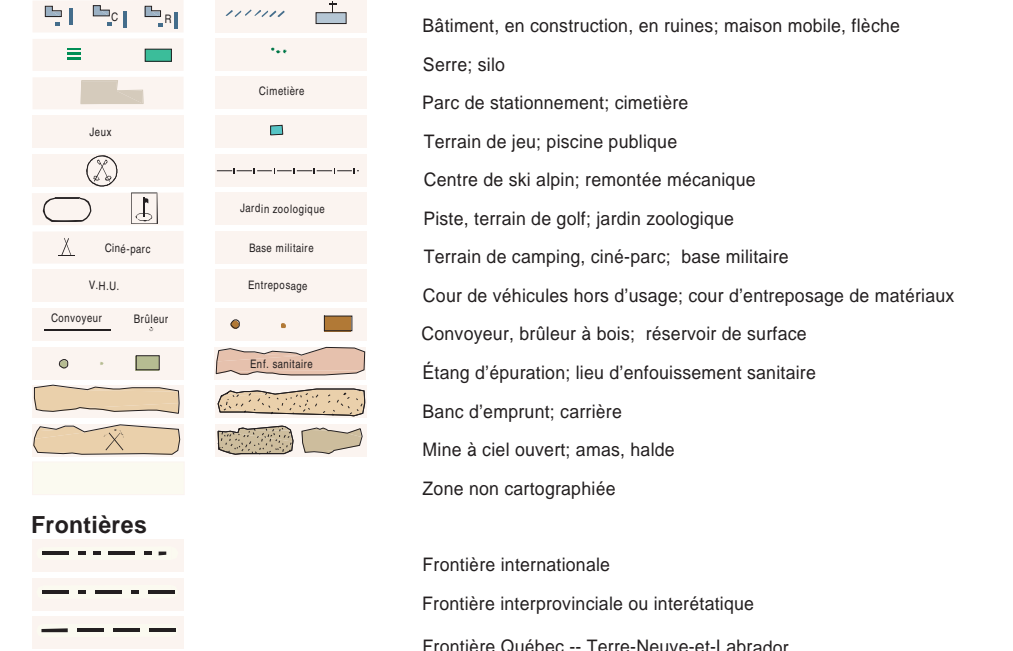 C R Bâtiment, en construction, en ruines; maison mobile, flèche
Serre; silo
Cimetière Parc de stationnement; cimetière
Jeux Terrain de jeu; piscine publique
Centre de ski alpin; remontée mécanique
Jardin zoologique Piste, terrain de golf; jardin zoologique
Ciné-parc Base militaire Terrain de camping, ciné-parc; base militaire
V.H.U. Entreposage Cour de véhicules hors d'usage; cour d'entreposage de matériaux
Convoyeur Brûleur Convoyeur, brûleur à bois; réservoir de surface
Enf. sanitaire Étang d'épuration; lieu d'enfouissement sanitaire
Banc d'emprunt; carrière
Mine à ciel ouvert; amas, halde
Zone non cartographiée
Frontières
Frontière internationale
Frontière interprovinciale ou interétatique
Frontière Québec -- Terre-Neuve-et-Labrador